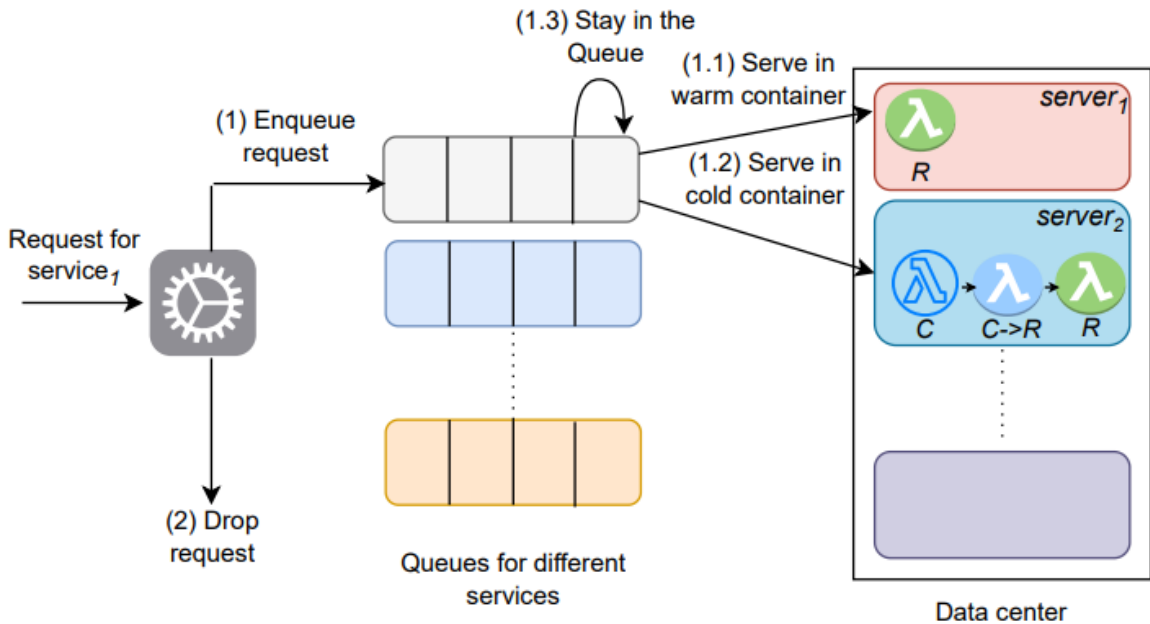 (1.3) Stay in the
Queue
(1.1) Serve in
warm container
server₁
λ
R
(1) Enqueue
request
(1.2) Serve in
cold container
server₂
λ
λ
λ
C
C->R
R
Request for
service₁
(2) Drop
request
Queues for different
services
Data center